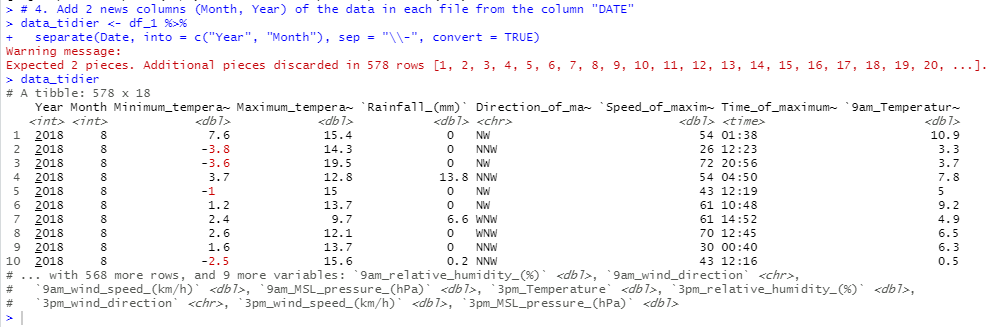 > # 4. Add 2 news columns (Month, Year) of the data in each file from the column "DATE"
> data_tidier <- df_1 %>%
+   separate(Date, into = c("Year", "Month"), sep = "\\-", convert = TRUE)
Warning message:
Expected 2 pieces. Additional pieces discarded in 578 rows [1, 2, 3, 4, 5, 6, 7, 8, 9, 10, 11, 12, 13, 14, 15, 16, 17, 18, 19, 20, ...].
> data_tidier
# A tibble: 578 x 18
Year Month Minimum_tempera~ Maximum_tempera~ `Rainfall_(mm)` Direction_of_ma~ `Speed_of_maxim~ Time_of_maximum~ `9am_Temperatur~
<int> <int> <dbl> <dbl> <dbl> <chr> <dbl> <time> <dbl>
1 2018 8 7.6 15.4 0 NW 54 01:38 10.9
2 2018 8 -3.8 14.3 0 NNW 26 12:23 3.3
3 2018 8 -3.6 19.5 0 NW 72 20:56 3.7
4 2018 8 3.7 12.8 13.8 NNW 54 04:50 7.8
5 2018 8 -1 15 0 NW 43 12:19 5
6 2018 8 1.2 13.7 0 NW 61 10:48 9.2
7 2018 8 2.4 9.7 6.6 WNW 61 14:52 4.9
8 2018 8 2.6 12.1 0 WNW 70 12:45 6.5
9 2018 8 1.6 13.7 0 NNW 30 00:40 6.3
10 2018 8 -2.5 15.6 0.2 NNW 43 12:16 0.5
# ... with 568 more rows, and 9 more variables: `9am_relative_humidity_(%)` <dbl>, `9am_wind_direction` <chr>,
#   `9am_wind_speed_(km/h)` <dbl>, `9am_MSL_pressure_(hPa)` <dbl>, `3pm_Temperature` <dbl>, `3pm_relative_humidity_(%)` <dbl>,
#   `3pm_wind_direction` <chr>, `3pm_wind_speed_(km/h)` <dbl>, `3pm_MSL_pressure_(hPa)` <dbl>
>